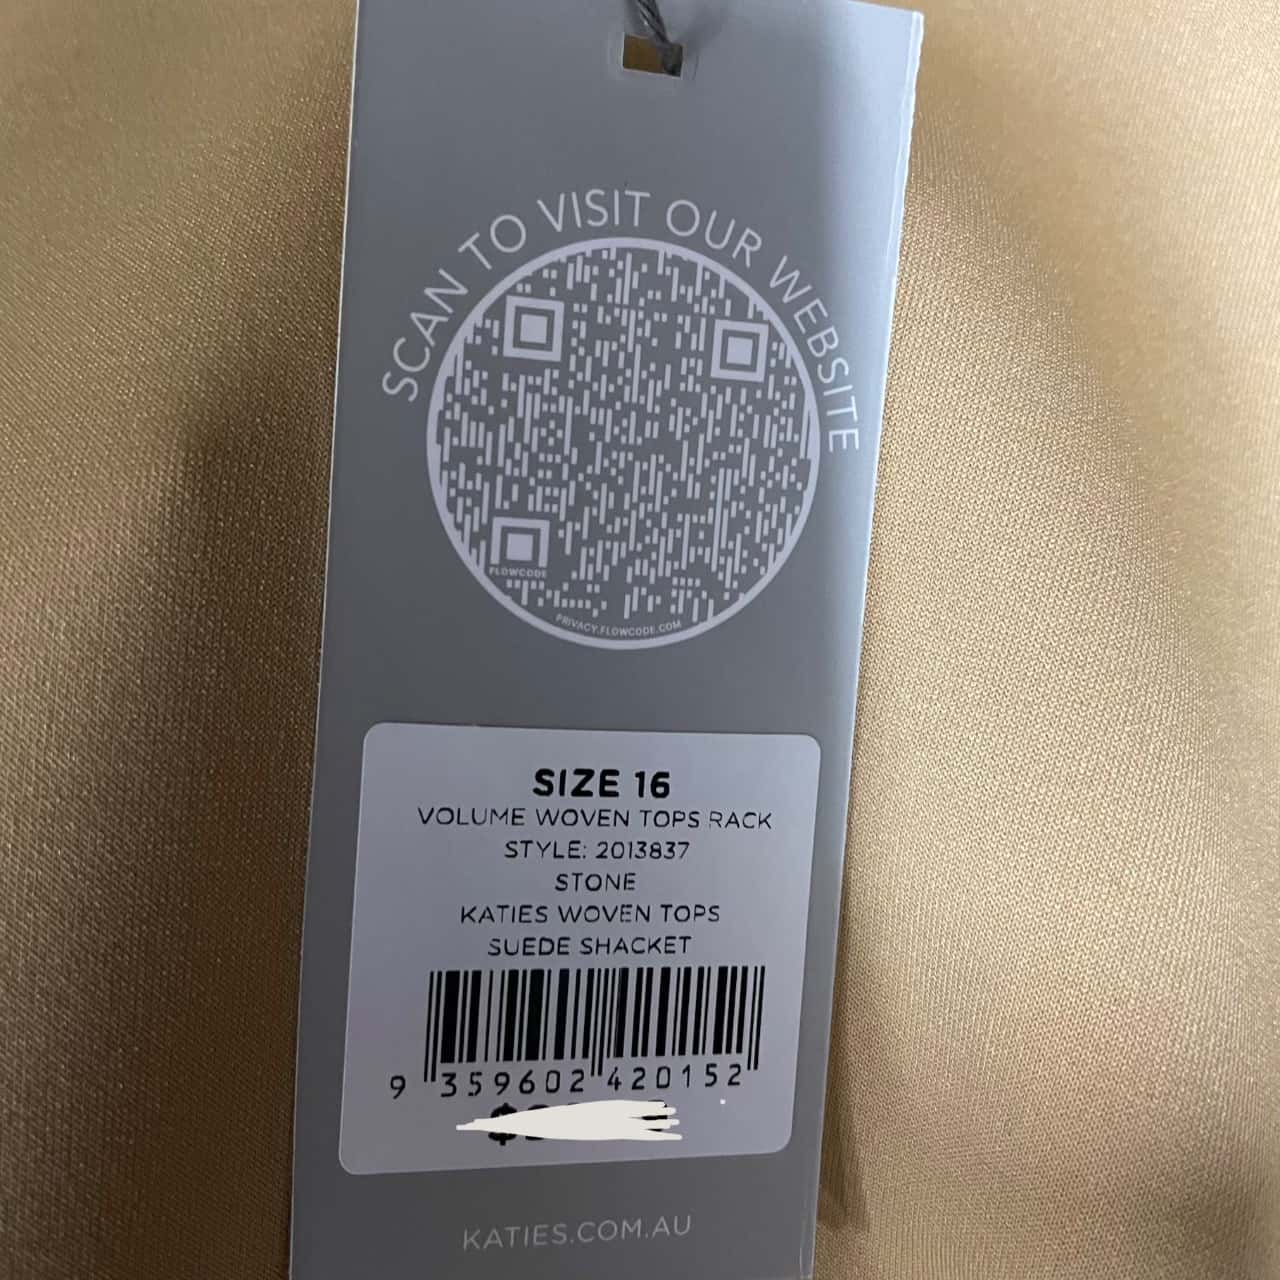 SCAN TO VISIT OUR WEBSITE
FLOWCODE
PRIVACY.FLOWCODE.COM
SIZE 16
VOLUME WOVEN TOPS RACK
STYLE: 2013837
STONE
KATIES WOVEN TOPS
SUEDE SHACKET
9 359602 420152
$
KATIES.COM.AU